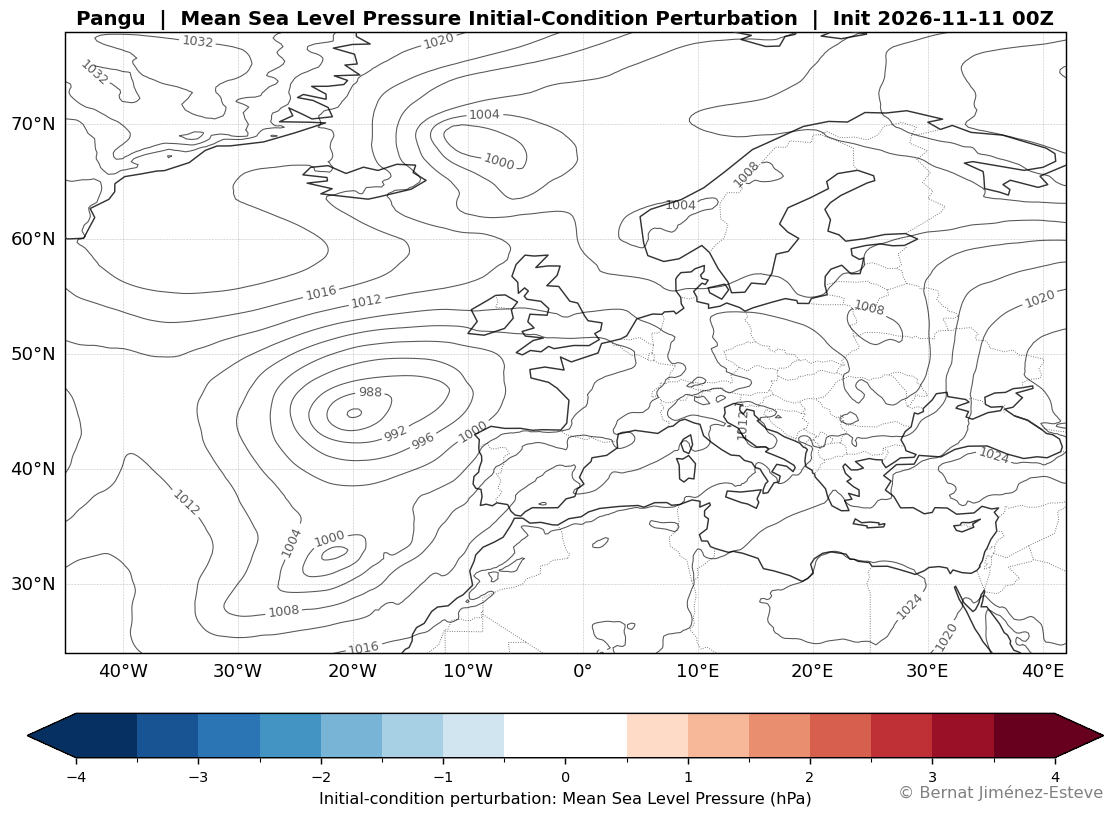 Pangu | Mean Sea Level Pressure Initial-Condition Perturbation | Init 2026-11-11 00Z
1032
1020
1032
70°N
1004
1000
1008
1004
60°N
1016
1012
1020
1008
50°N
988
992
996
1000
1012
1024
40°N
1012
1004
1000
30°N
1008
1024
1020
1016
40°W 30°W 20°W 10°W 0° 10°E 20°E 30°E 40°E
−4 −3 −2 −1 0 1 2 3 4
Initial-condition perturbation: Mean Sea Level Pressure (hPa)
© Bernat Jiménez-Esteve